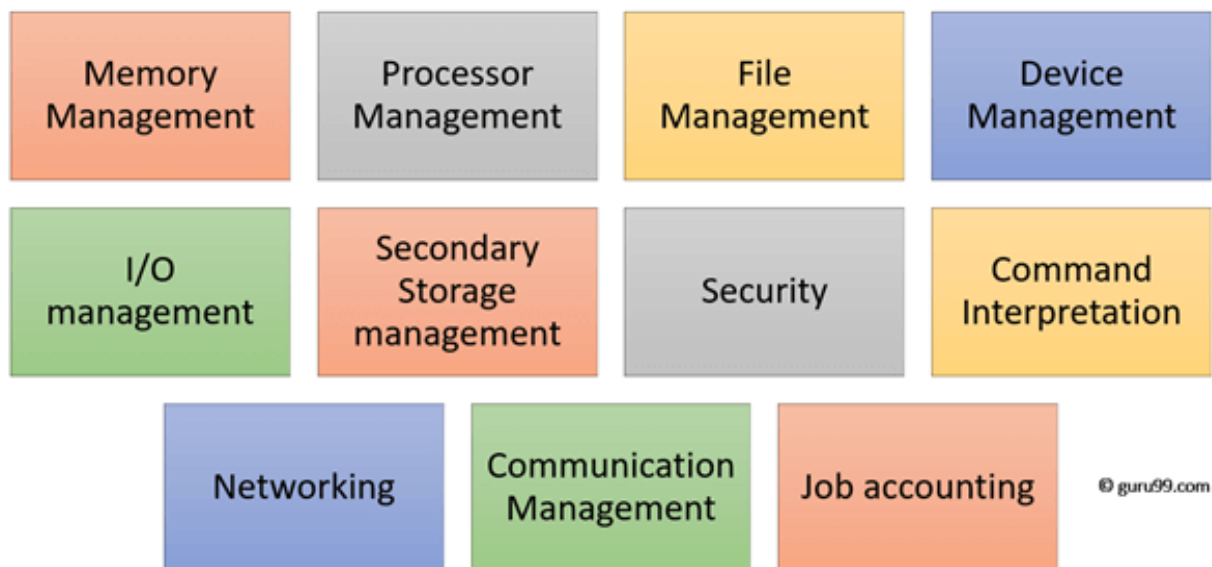 Memory
Management
Processor
Management
File
Management
Device
Management
I/O
management
Secondary
Storage
management
Security
Command
Interpretation
Networking
Communication
Management
Job accounting
© guru99.com